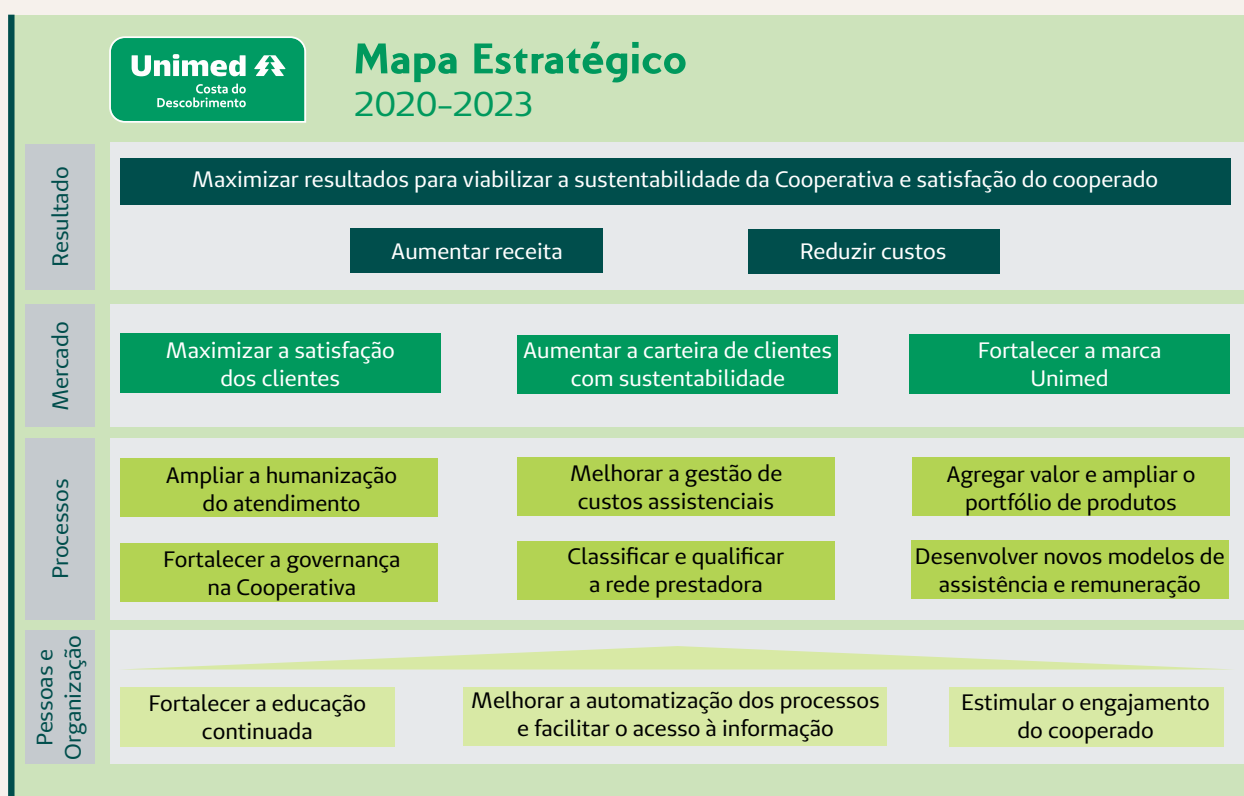 Unimed
Costa do
Descobrimento
Mapa Estratégico
2020-2023
Resultado
Maximizar resultados para viabilizar a sustentabilidade da Cooperativa e satisfação do cooperado
Aumentar receita
Reduzir custos
Mercado
Maximizar a satisfação
dos clientes
Aumentar a carteira de clientes
com sustentabilidade
Fortalecer a marca
Unimed
Processos
Ampliar a humanização
do atendimento
Melhorar a gestão de
custos assistenciais
Agregar valor e ampliar o
portfólio de produtos
Fortalecer a governança
na Cooperativa
Classificar e qualificar
a rede prestadora
Desenvolver novos modelos de
assistência e remuneração
Pessoas e
Organização
Fortalecer a educação
continuada
Melhorar a automatização dos processos
e facilitar o acesso à informação
Estimular o engajamento
do cooperado